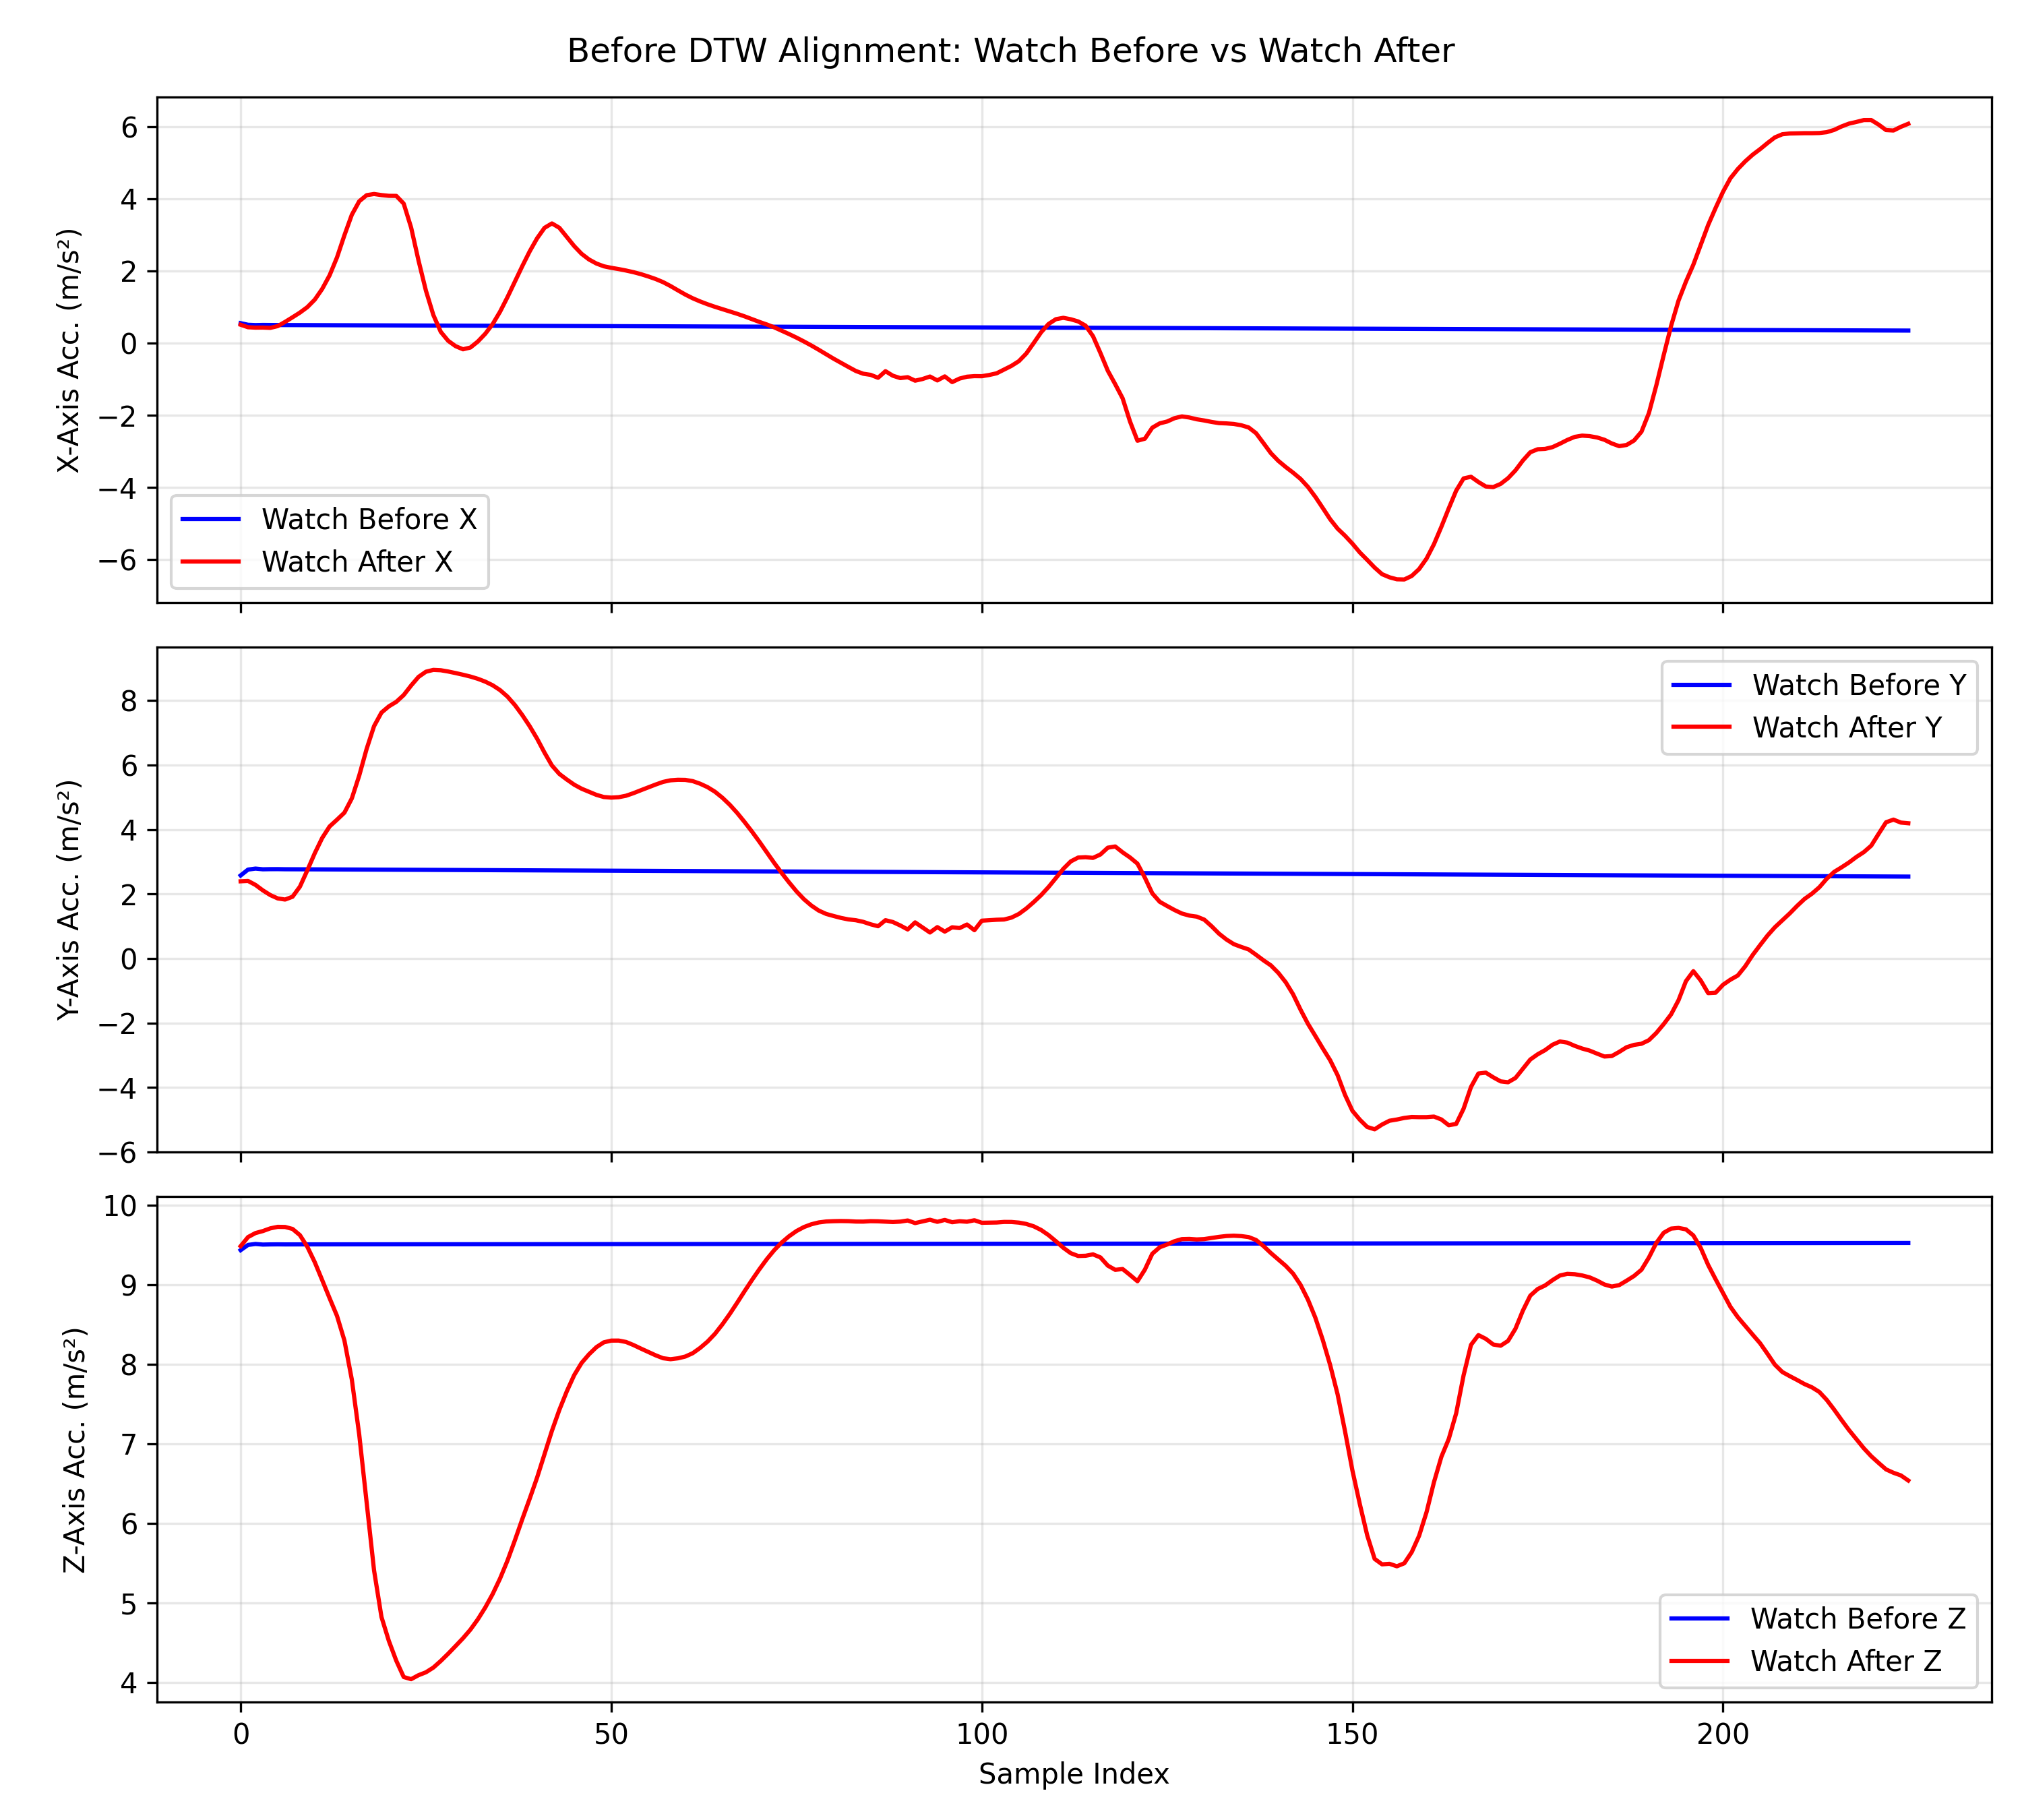 Before DTW Alignment: Watch Before vs Watch After
6
4
2
0
−2
−4
−6
X-Axis Acc. (m/s²)
Watch Before X
Watch After X
8
6
4
2
0
−2
−4
−6
Y-Axis Acc. (m/s²)
Watch Before Y
Watch After Y
10
9
8
7
6
5
4
Z-Axis Acc. (m/s²)
Watch Before Z
Watch After Z
0 50 100 150 200
Sample Index